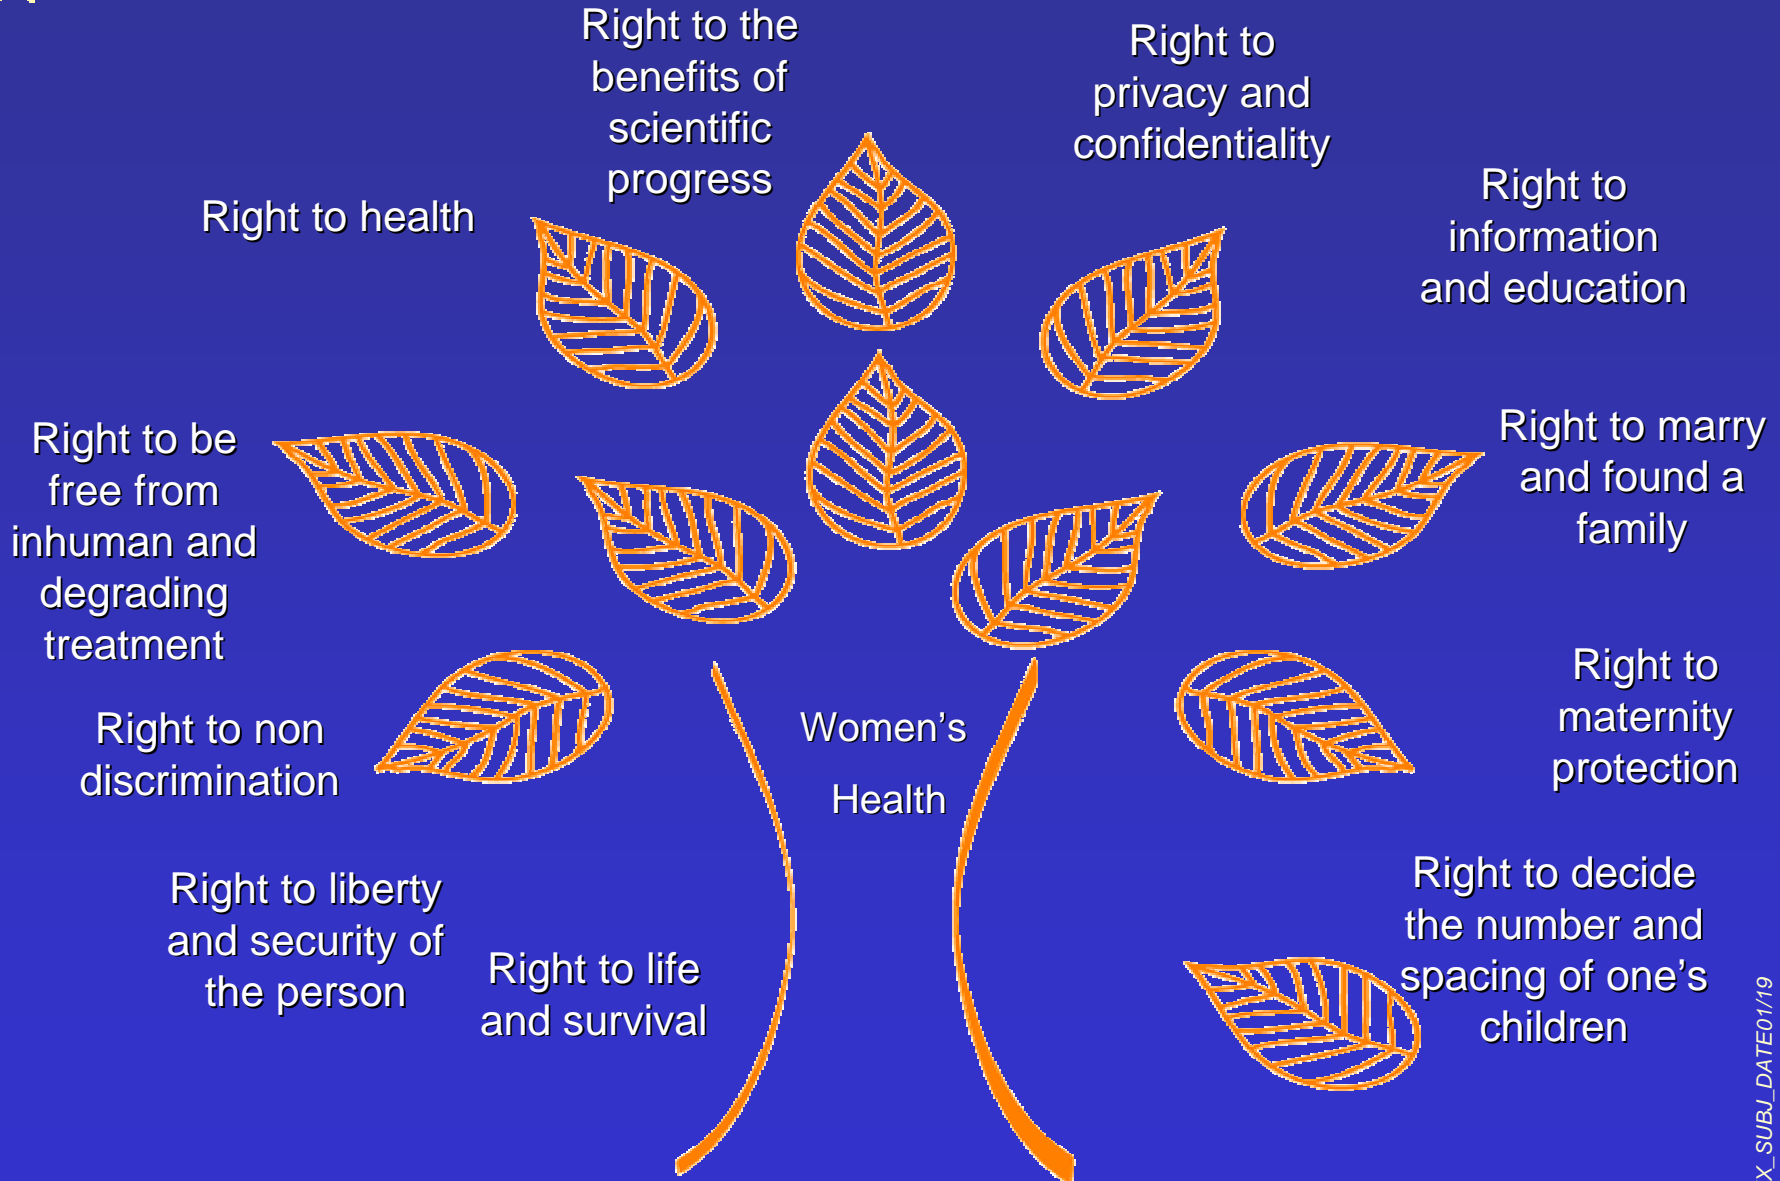 Right to the
benefits of
scientific
progress
Right to
privacy and
confidentiality
Right to health
Right to
information
and education
Right to be
free from
inhuman and
degrading
treatment
Right to marry
and found a
family
Right to non
discrimination
Women’s
Health
Right to
maternity
protection
Right to liberty
and security of
the person
Right to life
and survival
Right to decide
the number and
spacing of one’s
children
X_SUBJ_DATE01/19